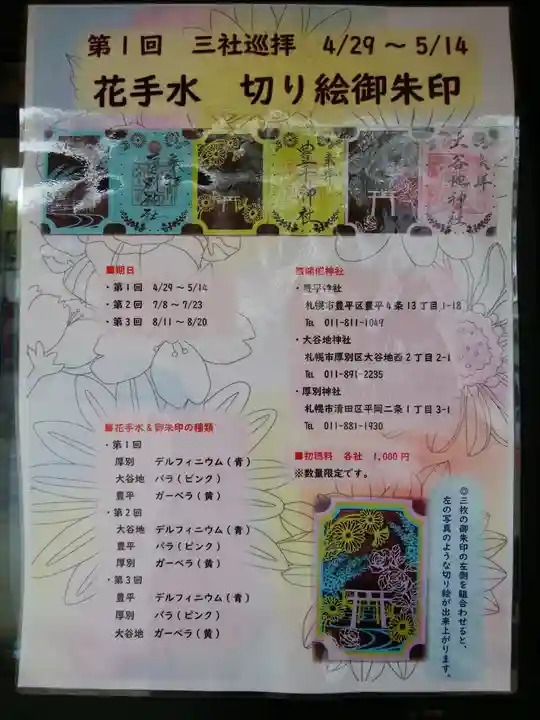 第1回 三社巡拝 4/29～5/14
花手水 切り絵御朱印
豊平神社
大谷地神社
■期日
・第1回 4/29～5/14
・第2回 7/8～7/23
・第3回 8/11～8/20
■花手水＆御朱印の種類
・第1回
厚別 デルフィニウム(青)
大谷地 バラ(ピンク)
豊平 ガーベラ(黄)
・第2回
大谷地 デルフィニウム(青)
豊平 バラ(ピンク)
厚別 ガーベラ(黄)
・第3回
豊平 デルフィニウム(青)
厚別 バラ(ピンク)
大谷地 ガーベラ(黄)
■開催神社
・豊平神社
札幌市豊平区豊平4条13丁目1-18
℡ 011-811-1049
・大谷地神社
札幌市厚別区大谷地西2丁目2-1
℡ 011-891-2235
・厚別神社
札幌市清田区平岡二条1丁目3-1
℡ 011-881-1930
■初穂料 各社 1,000円
※数量限定です。
◎三枚の御朱印の左側を組合わせると、
左の写真のような切り絵が出来上がります。